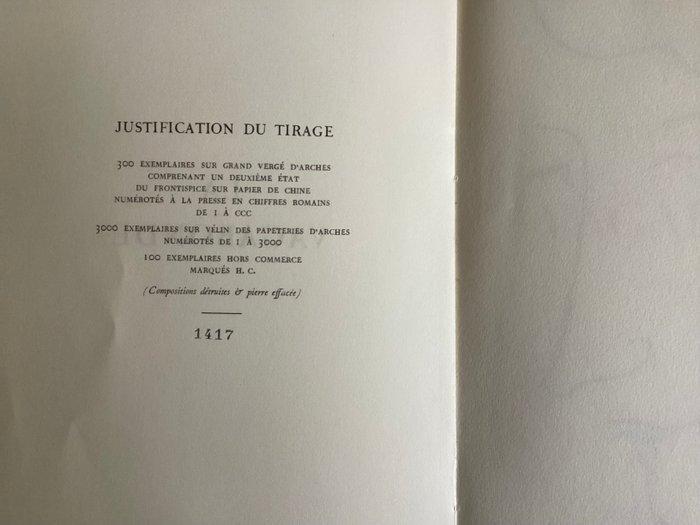 JUSTIFICATION DU TIRAGE
300 EXEMPLAIRES SUR GRAND VERGÉ D'ARCHES
COMPRENANT UN DEUXIÈME ÉTAT
DU FRONTISPICE SUR PAPIER DE CHINE
NUMÉROTÉS À LA PRESSE EN CHIFFRES ROMAINS
DE I À CCC
3000 EXEMPLAIRES SUR VÉLIN DES PAPETERIES D'ARCHES
NUMÉROTÉS DE I À 3000
100 EXEMPLAIRES HORS COMMERCE
MARQUÉS H. C.
(Compositions détruites & pierre effacée)
1417